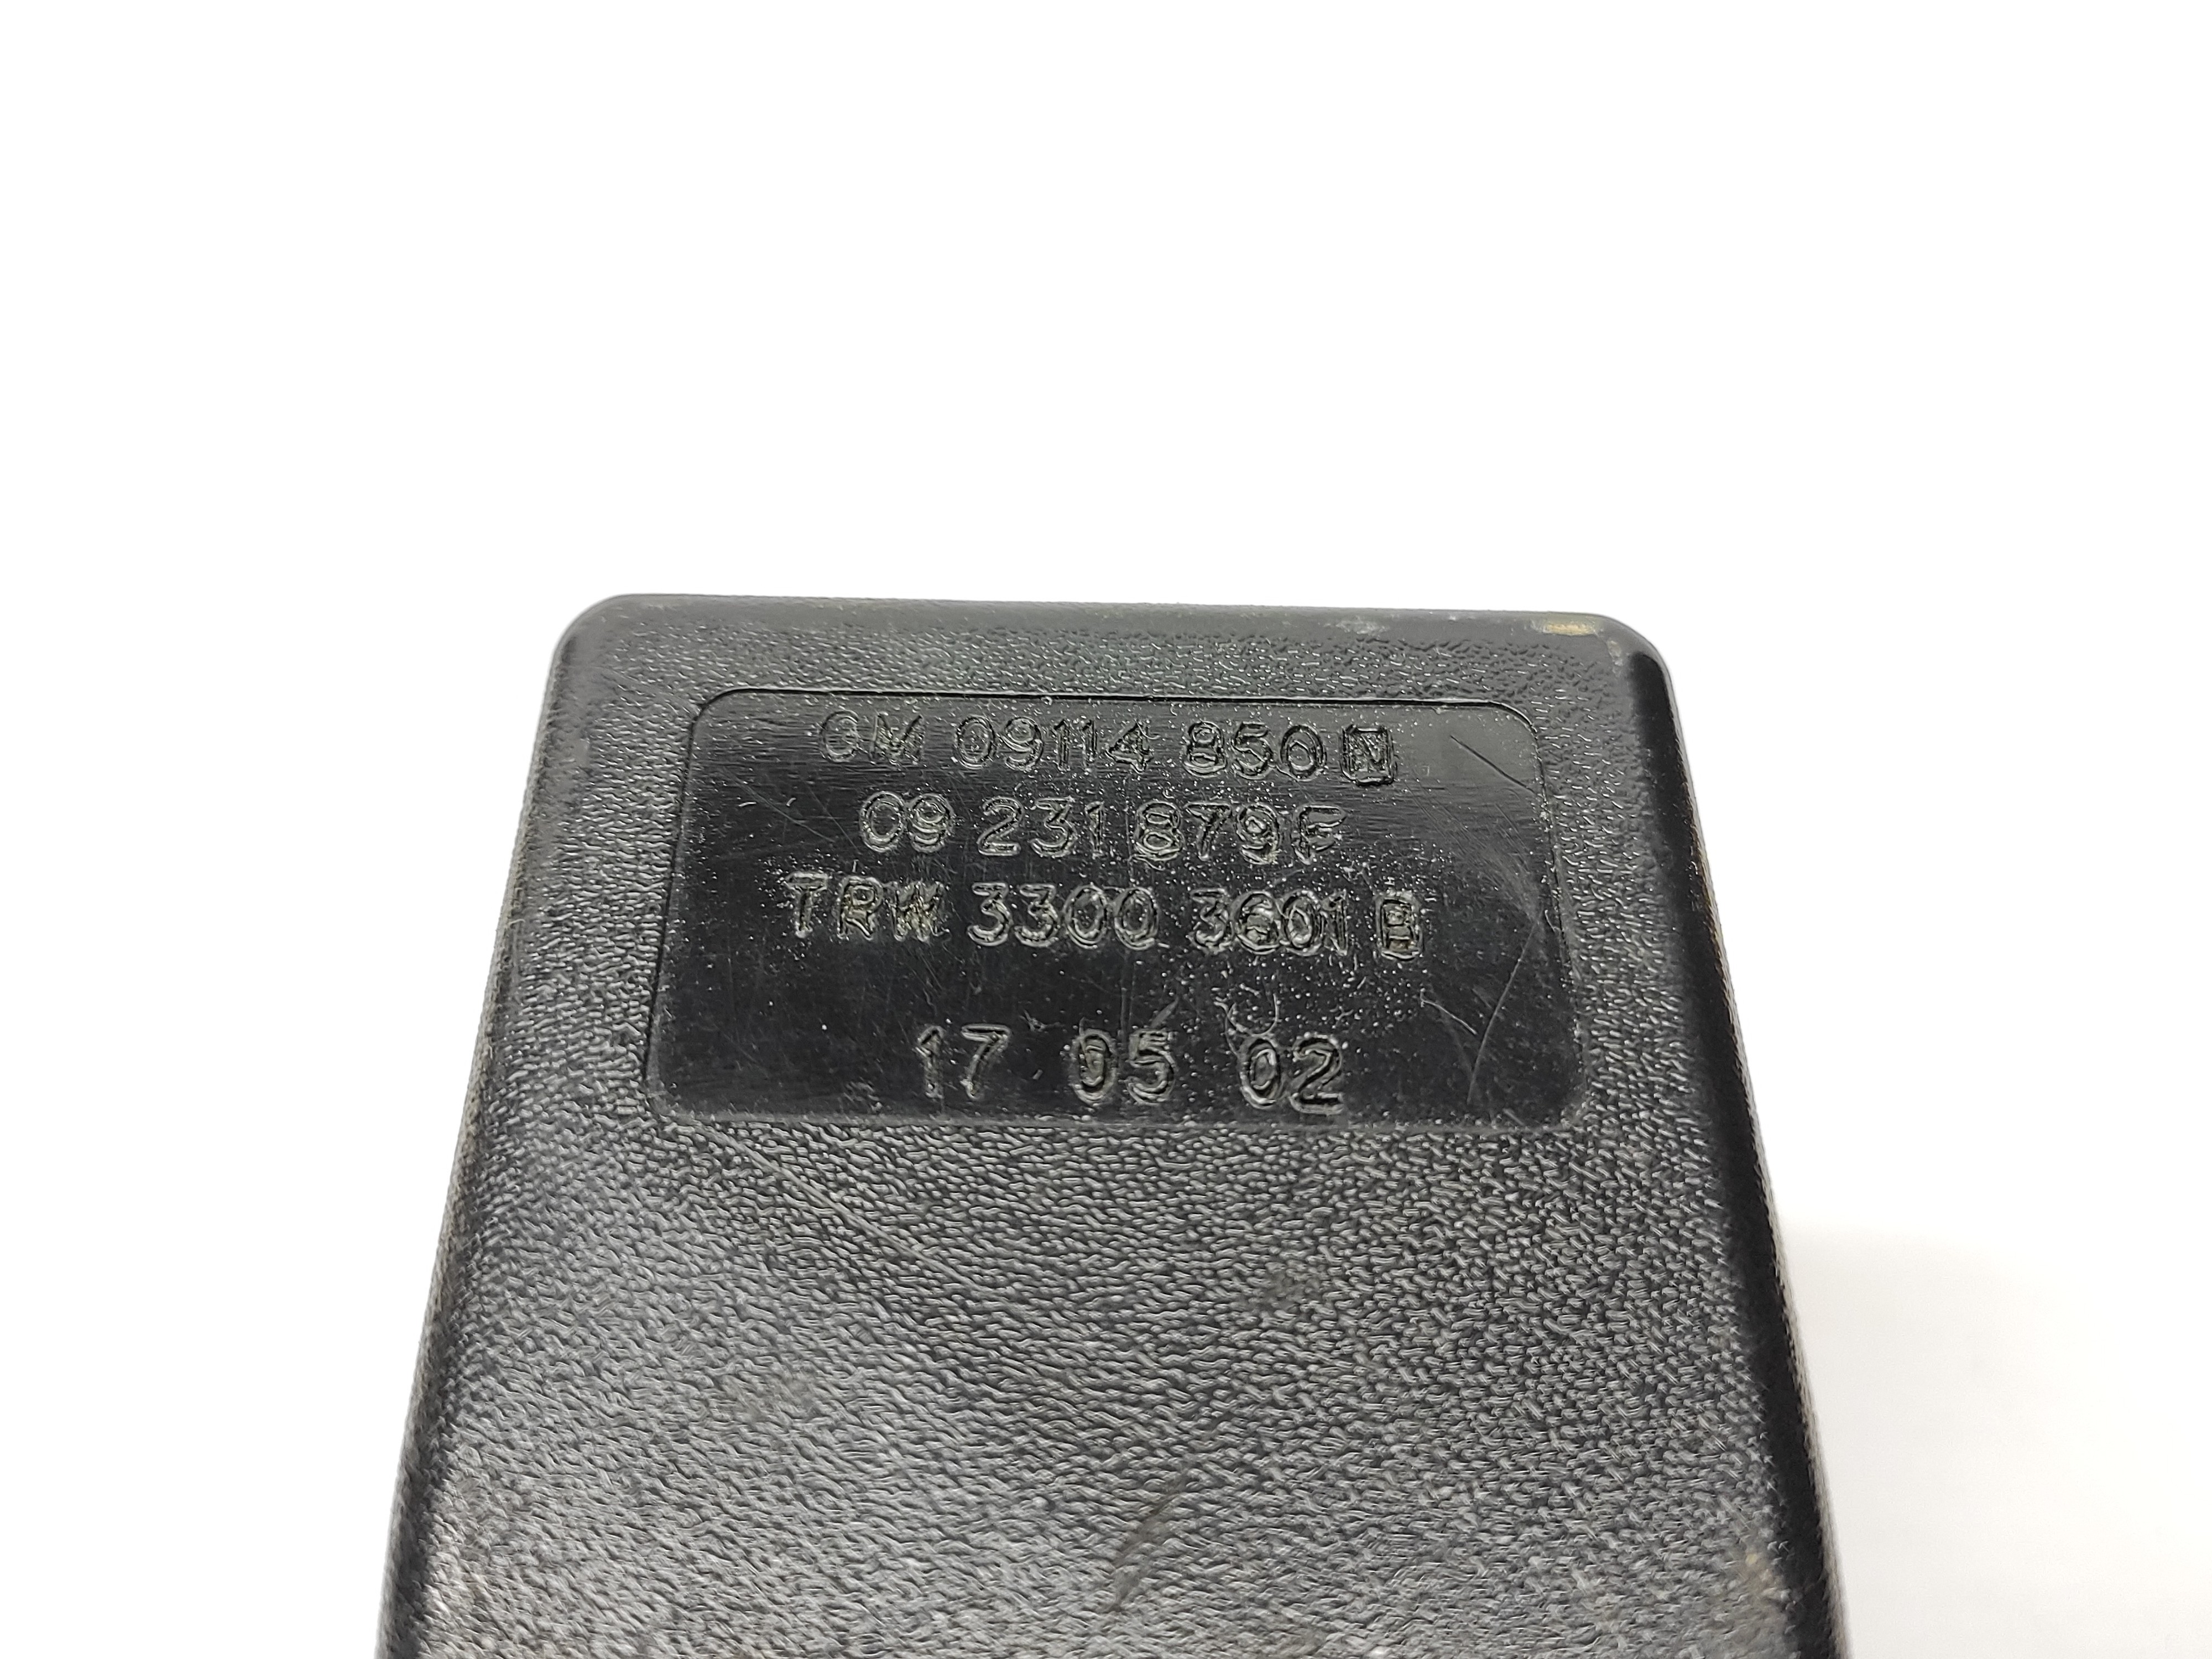 GM 09114 850 N
09 231 879 F
TRW 3300 3601 B
17 05 02